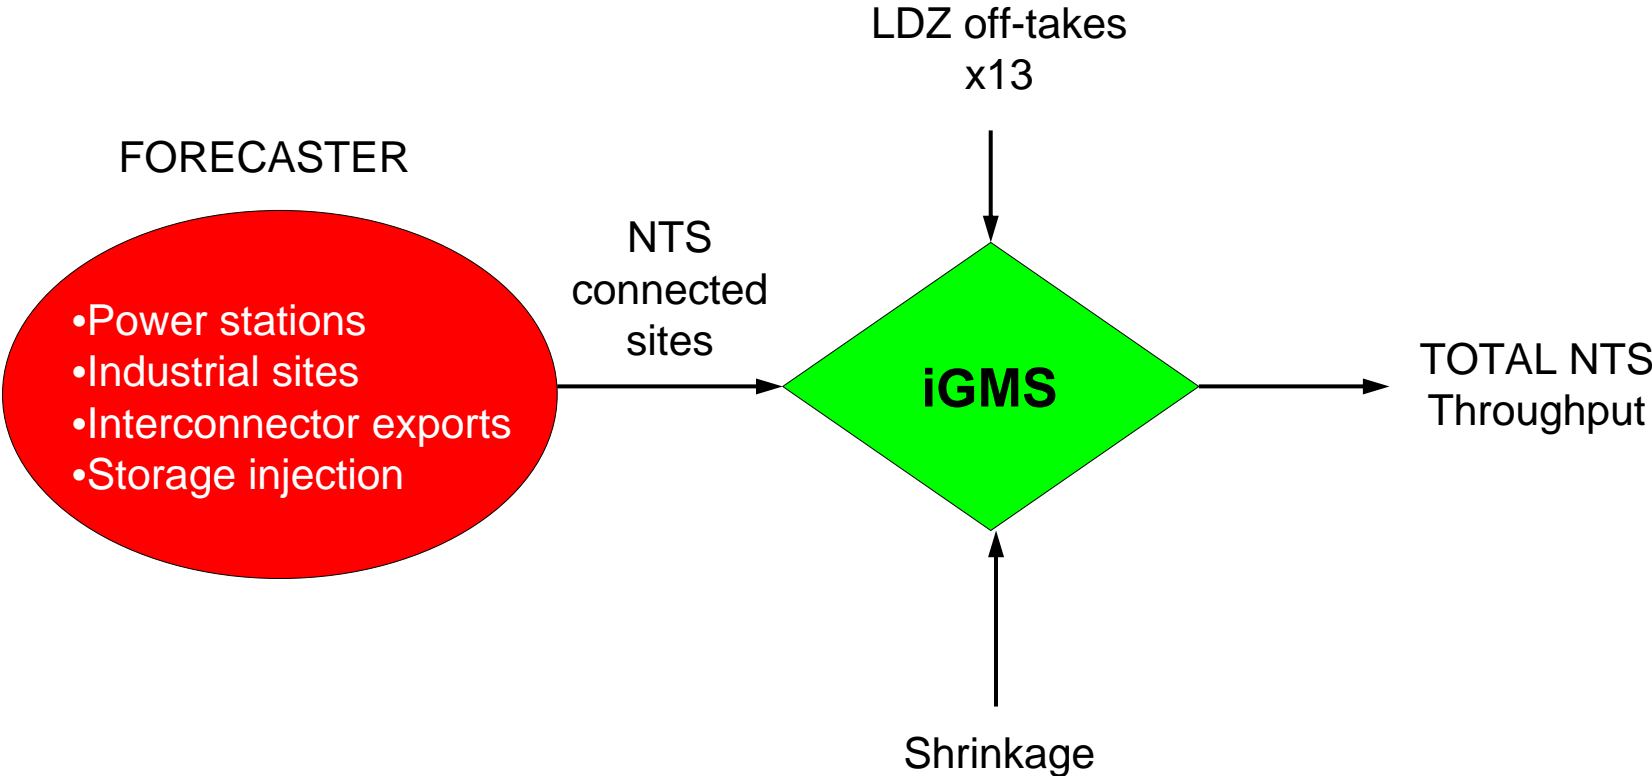 LDZ off-takes
x13
FORECASTER
•Power stations
•Industrial sites
•Interconnector exports
•Storage injection
NTS
connected
sites
iGMS
TOTAL NTS
Throughput
Shrinkage